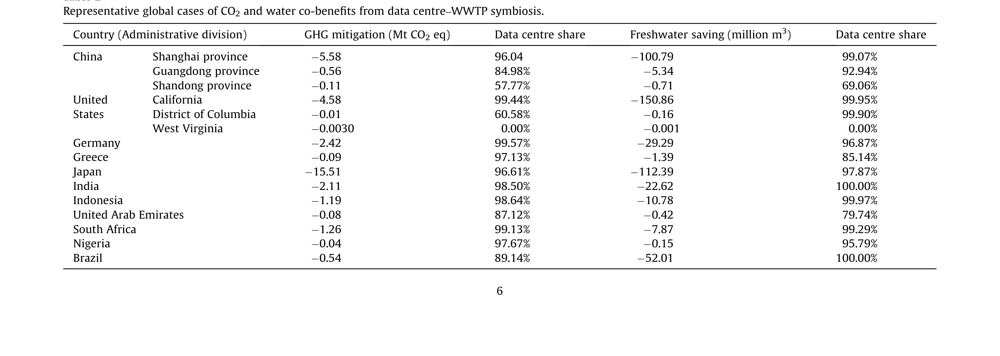 Representative global cases of CO₂ and water co-benefits from data centre–WWTP symbiosis.
Country (Administrative division) GHG mitigation (Mt CO₂ eq) Data centre share Freshwater saving (million m³) Data centre share
China Shanghai province −5.58 96.04 −100.79 99.07%
Guangdong province −0.56 84.98% −5.34 92.94%
Shandong province −0.11 57.77% −0.71 69.06%
United California −4.58 99.44% −150.86 99.95%
States District of Columbia −0.01 60.58% −0.16 99.90%
West Virginia −0.0030 0.00% −0.001 0.00%
Germany −2.42 99.57% −29.29 96.87%
Greece −0.09 97.13% −1.39 85.14%
Japan −15.51 96.61% −112.39 97.87%
India −2.11 98.50% −22.62 100.00%
Indonesia −1.19 98.64% −10.78 99.97%
United Arab Emirates −0.08 87.12% −0.42 79.74%
South Africa −1.26 99.13% −7.87 99.29%
Nigeria −0.04 97.67% −0.15 95.79%
Brazil −0.54 89.14% −52.01 100.00%
6